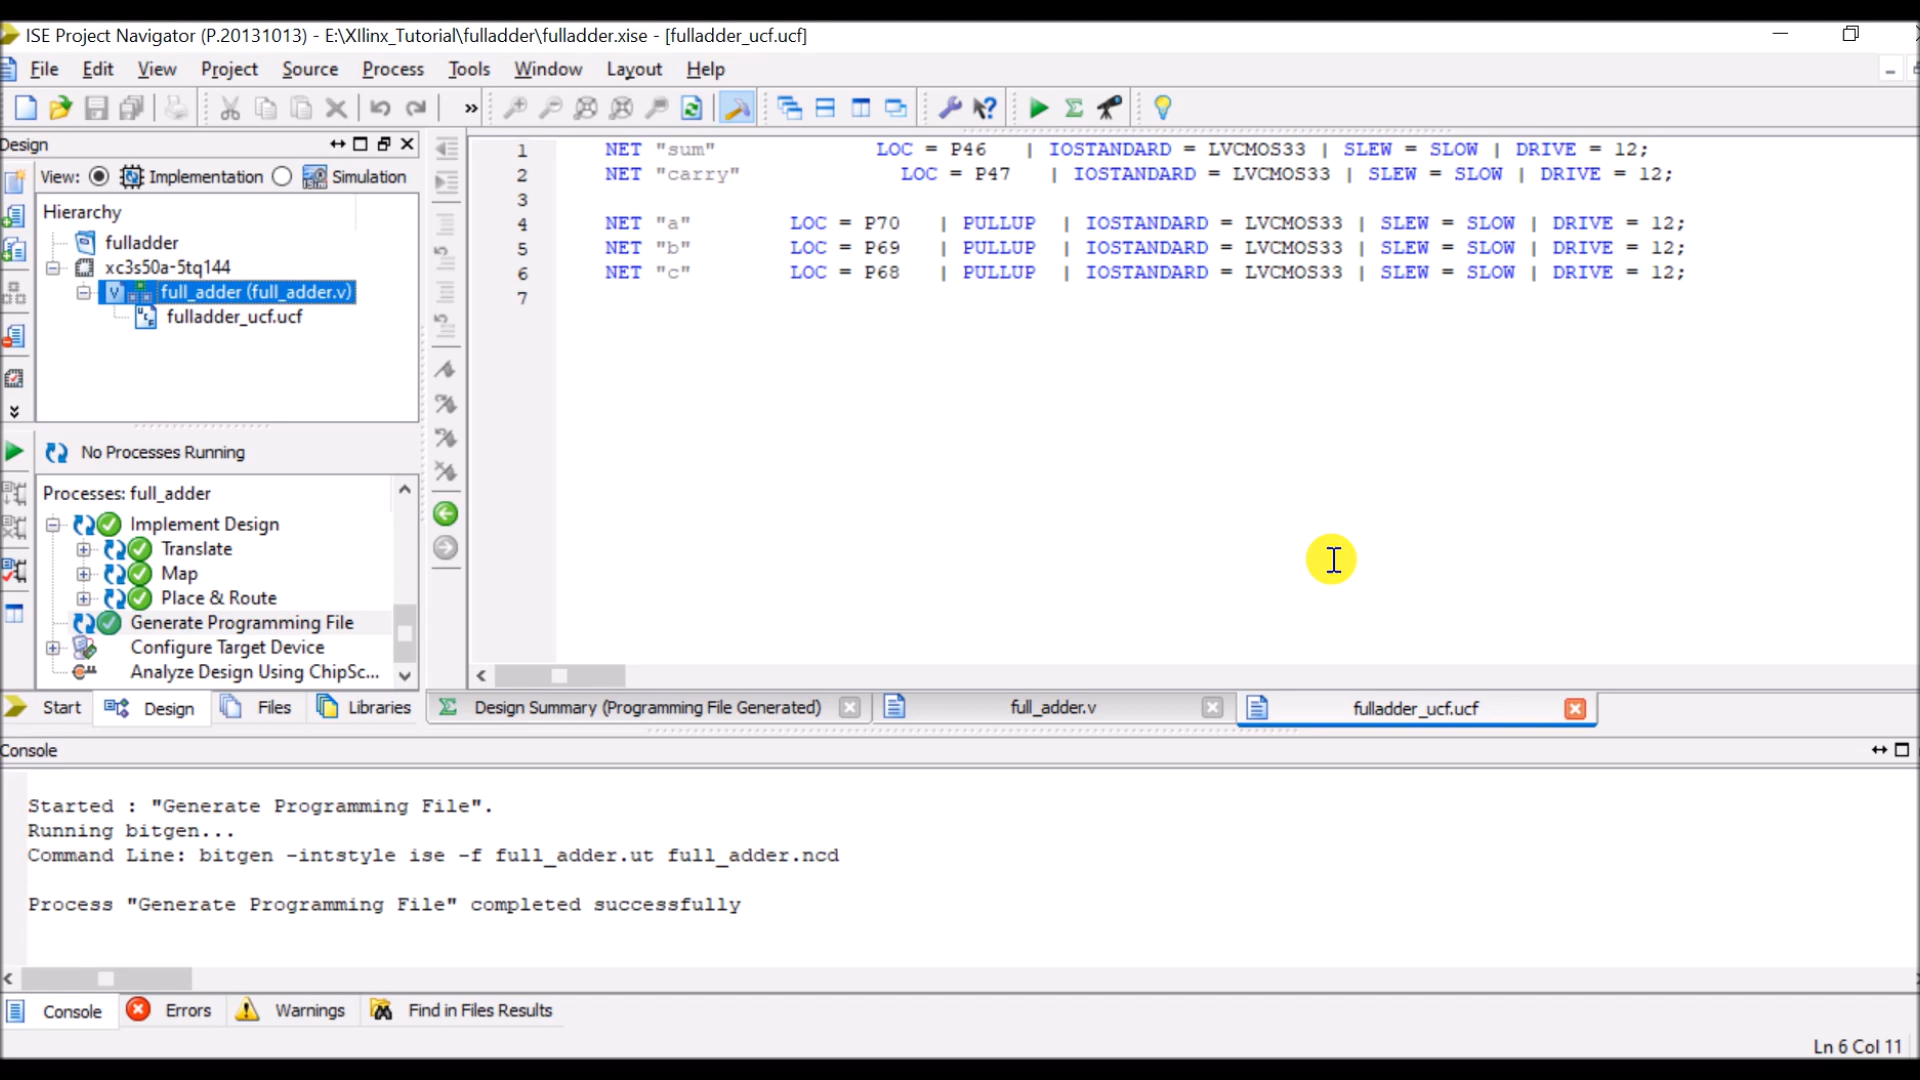 ISE Project Navigator (P.20131013) - E:\XIlinx_Tutorial\fulladder\fulladder.xise - [fulladder_ucf.ucf]
File Edit View Project Source Process Tools Window Layout Help
Design
View: Implementation Simulation
Hierarchy
fulladder
xc3s50a-5tq144
full_adder (full_adder.v)
fulladder_ucf.ucf
No Processes Running
Processes: full_adder
Implement Design
Translate
Map
Place & Route
Generate Programming File
Configure Target Device
Analyze Design Using ChipSc...
Start Design Files Libraries
1 NET "sum" LOC = P46 | IOSTANDARD = LVCMOS33 | SLEW = SLOW | DRIVE = 12;
2 NET "carry" LOC = P47 | IOSTANDARD = LVCMOS33 | SLEW = SLOW | DRIVE = 12;
3
4 NET "a" LOC = P70 | PULLUP | IOSTANDARD = LVCMOS33 | SLEW = SLOW | DRIVE = 12;
5 NET "b" LOC = P69 | PULLUP | IOSTANDARD = LVCMOS33 | SLEW = SLOW | DRIVE = 12;
6 NET "c" LOC = P68 | PULLUP | IOSTANDARD = LVCMOS33 | SLEW = SLOW | DRIVE = 12;
7
Design Summary (Programming File Generated) full_adder.v fulladder_ucf.ucf
Console
Started : "Generate Programming File".
Running bitgen...
Command Line: bitgen -intstyle ise -f full_adder.ut full_adder.ncd
Process "Generate Programming File" completed successfully
Console Errors Warnings Find in Files Results
Ln 6 Col 11